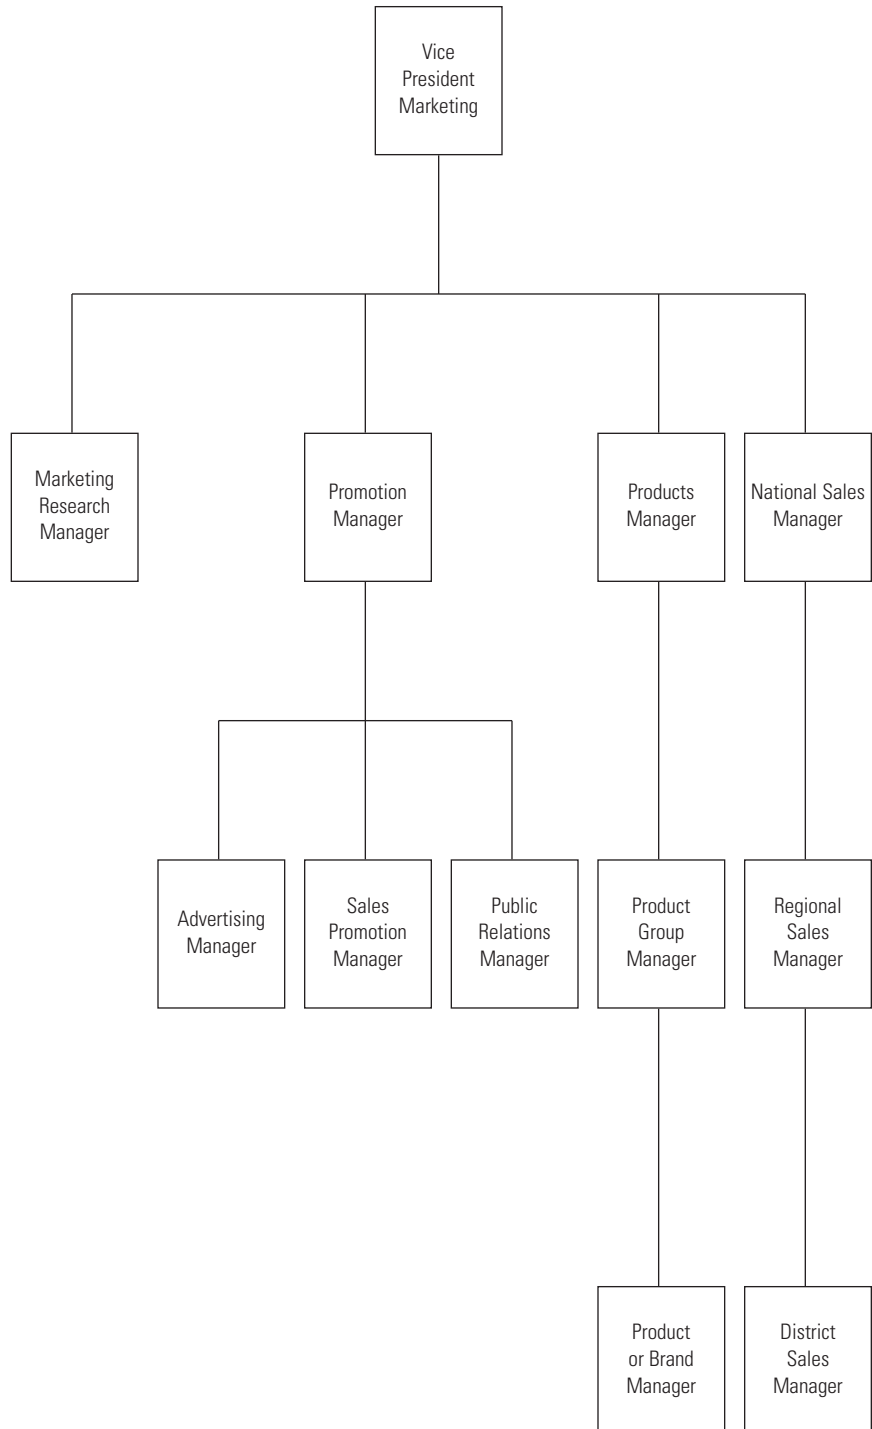 Vice
President
Marketing
Marketing
Research
Manager
Promotion
Manager
Products
Manager
National Sales
Manager
Advertising
Manager
Sales
Promotion
Manager
Public
Relations
Manager
Product
Group
Manager
Regional
Sales
Manager
Product
or Brand
Manager
District
Sales
Manager